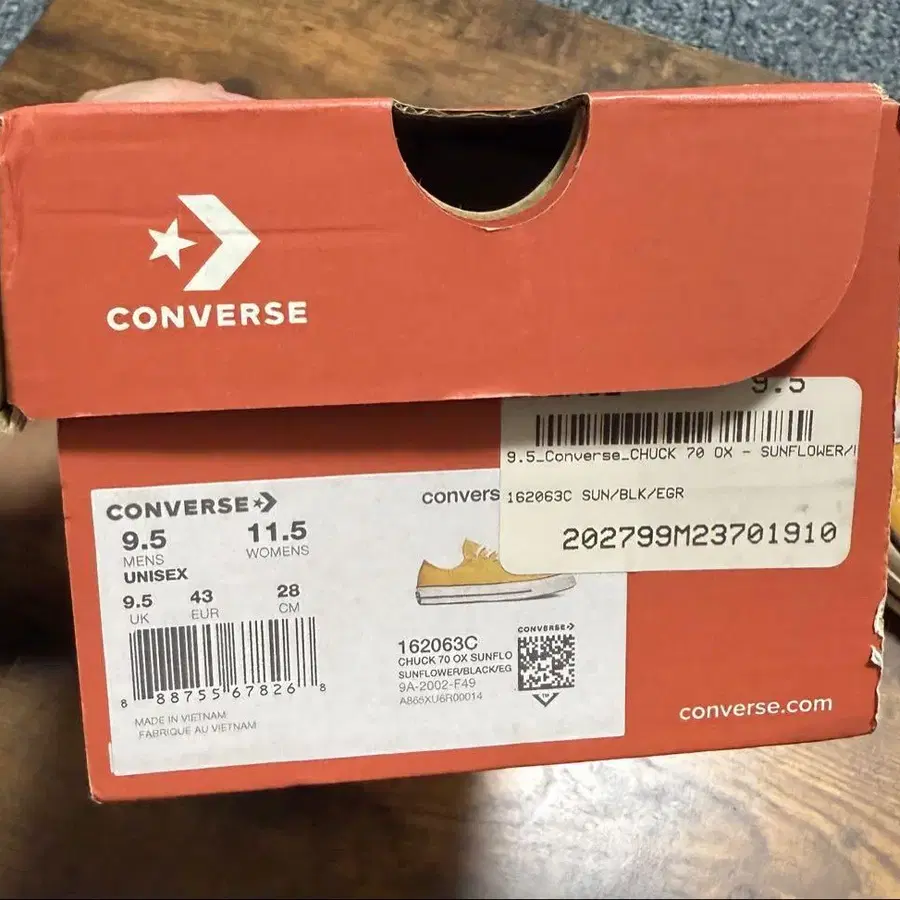 CONVERSE
9.5
9.5_Converse_CHUCK 70 OX - SUNFLOWER/
162063C SUN/BLK/EGR
202799M23701910
CONVERSE
9.5 11.5
MENS WOMENS
UNISEX
9.5 43 28
UK EUR CM
8 88755 67826 8
MADE IN VIETNAM
FABRIQUE AU VIETNAM
convers
162063C
CHUCK 70 OX SUNFLO
SUNFLOWER/BLACK/EG
9A-2002-F49
A866XU6R00014
CONVERSE
TM
converse.com